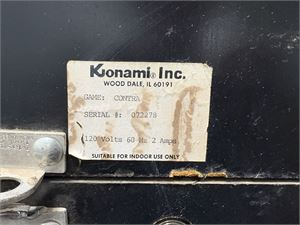 Konami® Inc.
WOOD DALE, IL 60191
GAME: CONTRA
SERIAL #: 072278
120 Volts 60 Hz 2 Amps
SUITABLE FOR INDOOR USE ONLY